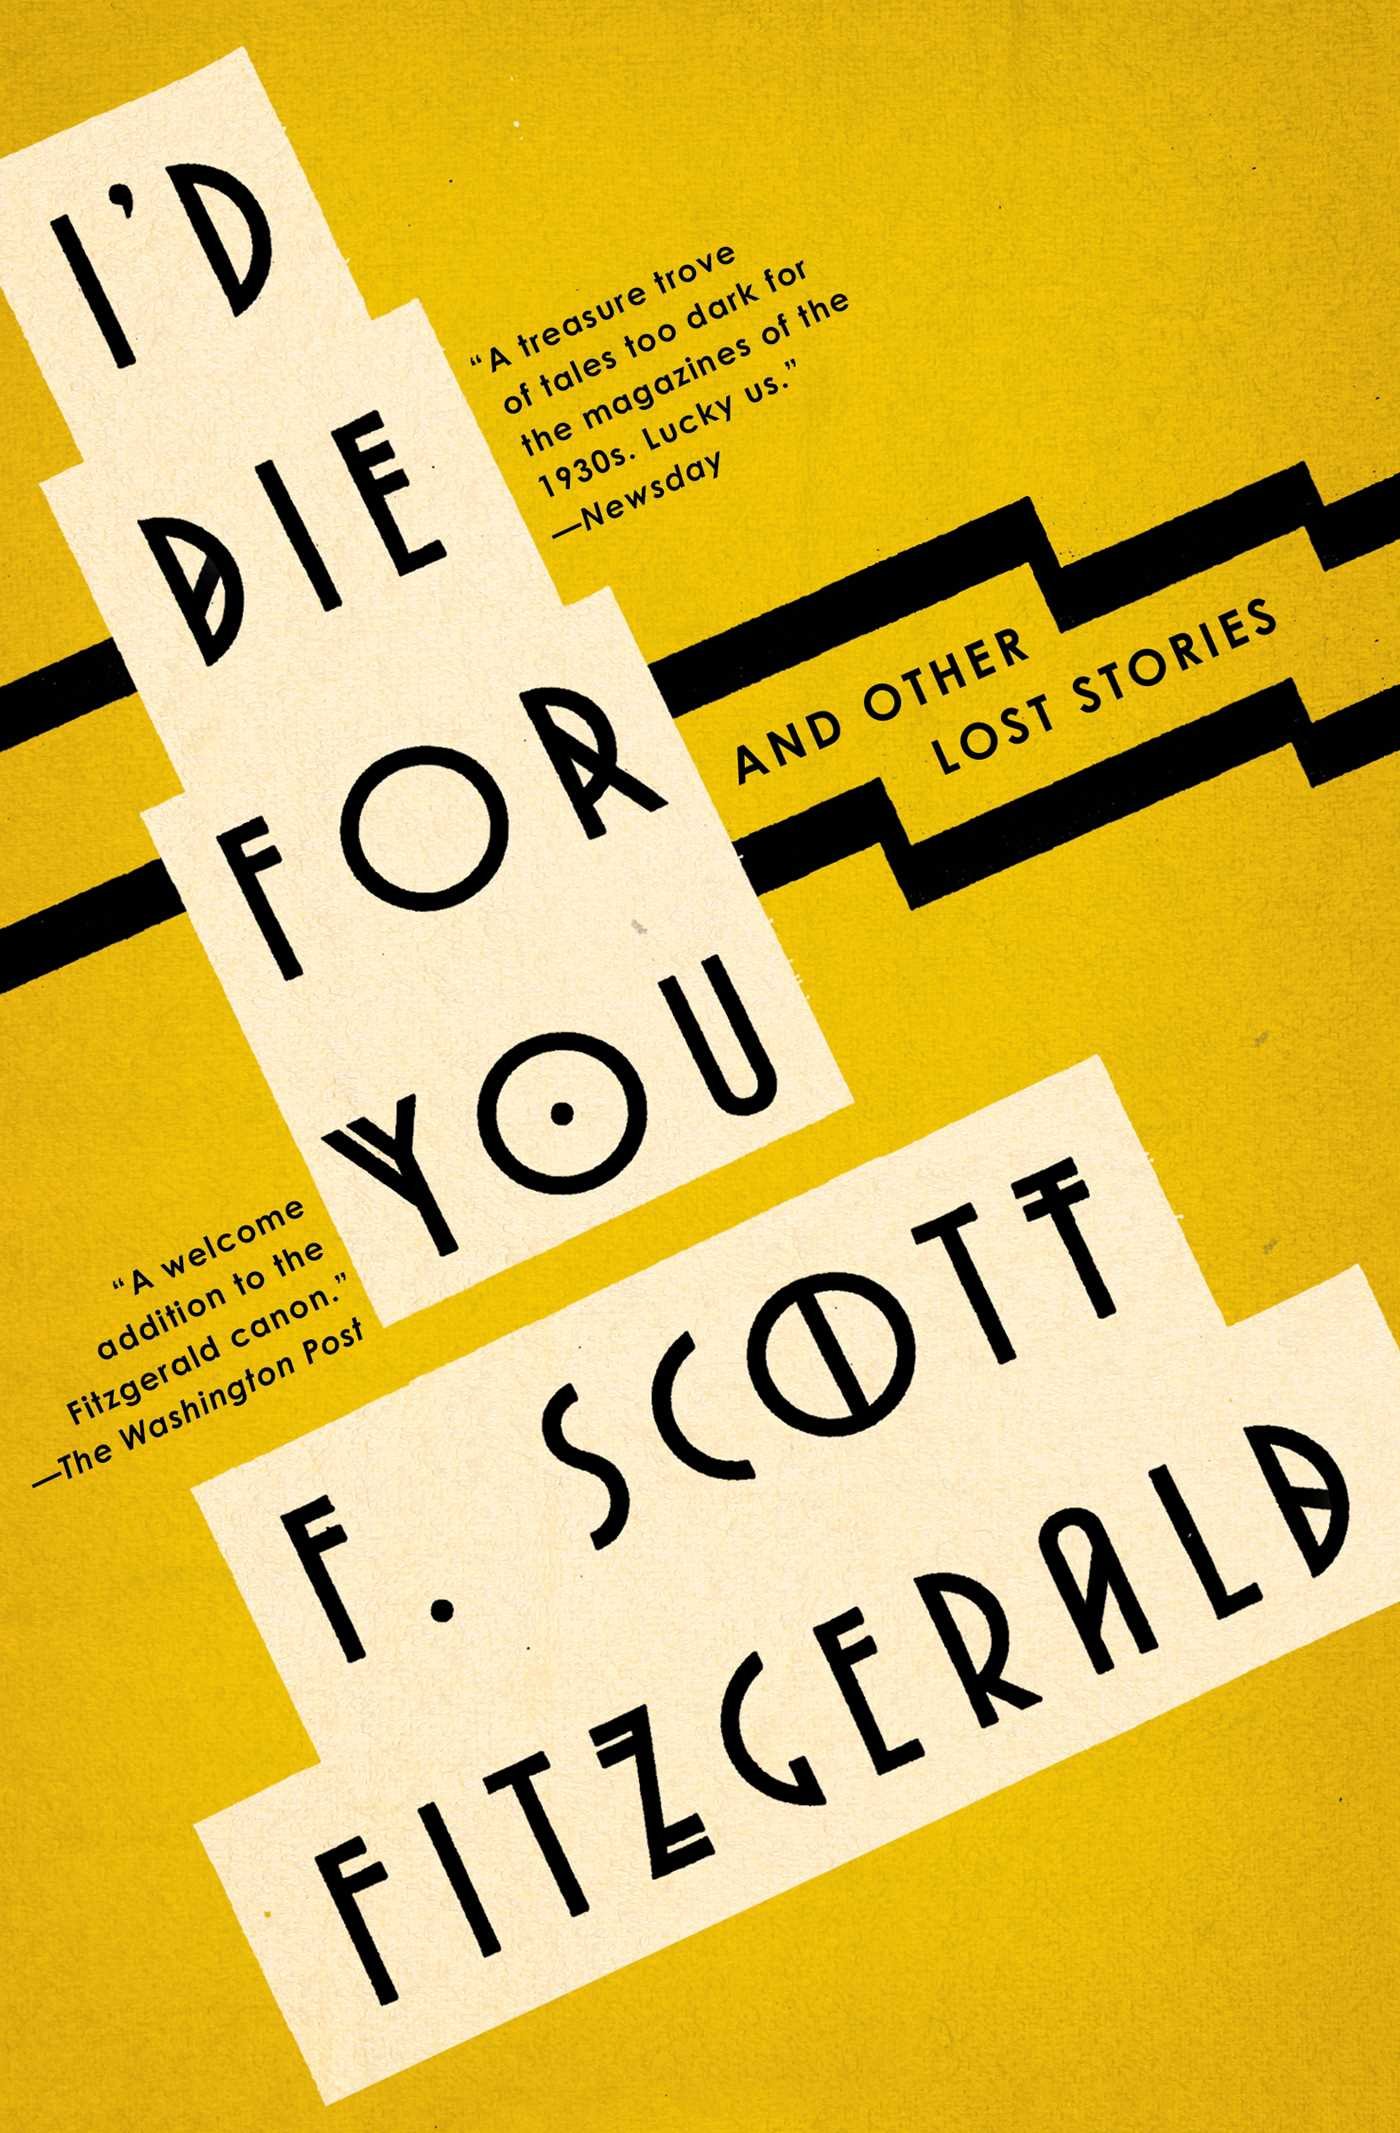 I'D
DIE
FOR
YOU
"A treasure trove
of tales too dark for
the magazines of the
1930s. Lucky us."
—Newsday
AND OTHER
LOST STORIES
"A welcome
addition to the
Fitzgerald canon."
—The Washington Post
F. SCOTT
FITZGERALD